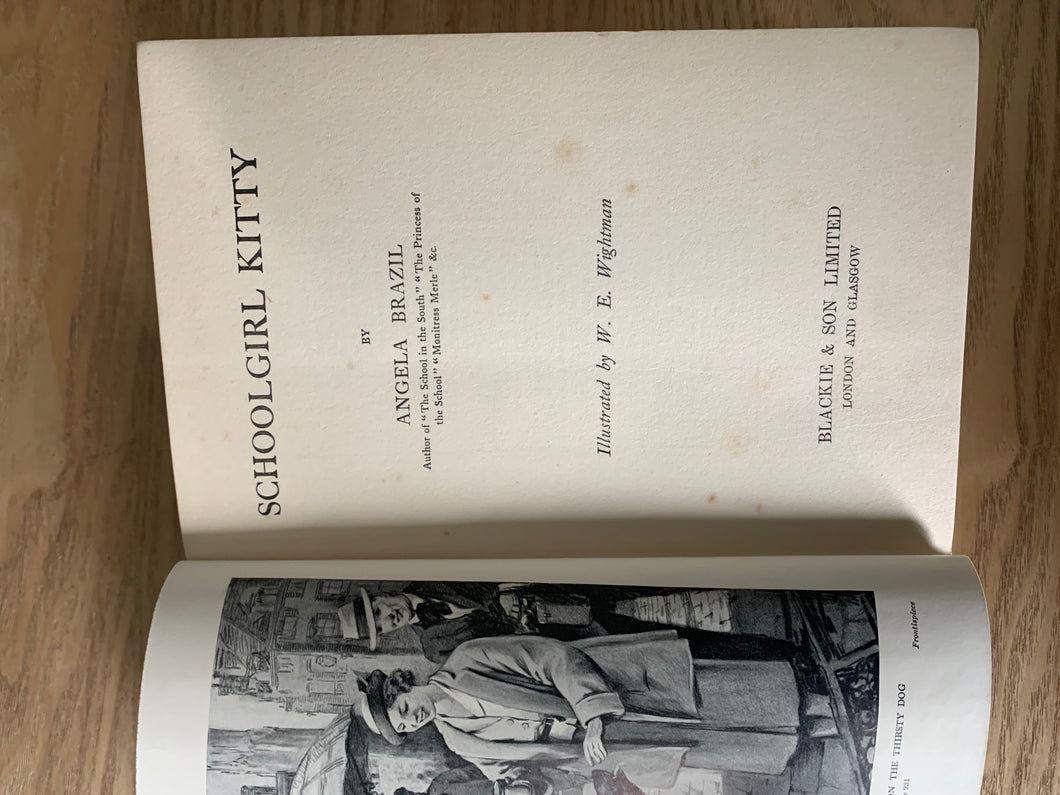 SCHOOLGIRL KITTY
BY
ANGELA BRAZIL
Author of "The School in the South" "The Princess of
the School" "Monitress Merle" &c.
Illustrated by W. E. Wightman
BLACKIE & SON LIMITED
LONDON AND GLASGOW
Frontispiece
THE THIRSTY DOG
231